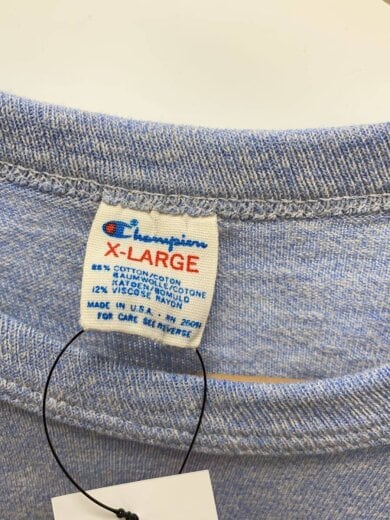 Champion
X-LARGE
88% COTTON/COTON
BAUMWOLLE/COTONE
KATOEN/BOMULD
12% VISCOSE RAYON
MADE IN U.S.A. • RN 26094
FOR CARE SEE REVERSE